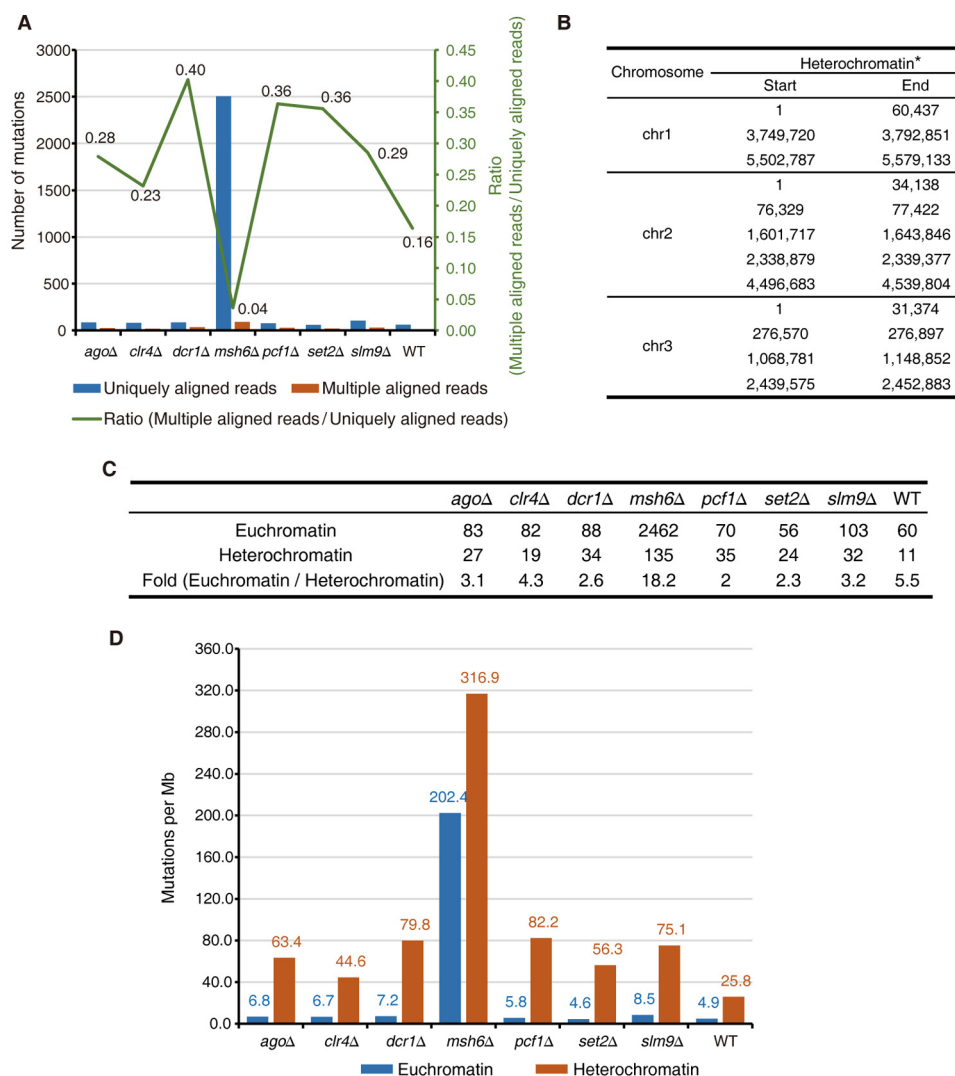 A
Number of mutations
3000
2500
2000
1500
1000
500
0
0.28
0.23
0.40
0.04
0.36
0.36
0.29
0.16
0.45
0.40
0.35
0.30
0.25
0.20
0.15
0.10
0.05
0.00
Ratio
(Multiple aligned reads / Uniquely aligned reads)
agoΔ clr4Δ dcr1Δ msh6Δ pcf1Δ set2Δ slm9Δ WT
Uniquely aligned reads Multiple aligned reads
Ratio (Multiple aligned reads / Uniquely aligned reads)
B
Chromosome Heterochromatin*
Start End
chr1
1 60,437
3,749,720 3,792,851
5,502,787 5,579,133
chr2
1 34,138
76,329 77,422
1,601,717 1,643,846
2,338,879 2,339,377
4,496,683 4,539,804
chr3
1 31,374
276,570 276,897
1,068,781 1,148,852
2,439,575 2,452,883
C
agoΔ clr4Δ dcr1Δ msh6Δ pcf1Δ set2Δ slm9Δ WT
Euchromatin 83 82 88 2462 70 56 103 60
Heterochromatin 27 19 34 135 35 24 32 11
Fold (Euchromatin / Heterochromatin) 3.1 4.3 2.6 18.2 2 2.3 3.2 5.5
D
Mutations per Mb
360.0
320.0
280.0
240.0
200.0
160.0
120.0
80.0
40.0
0.0
6.8 63.4
6.7 44.6
7.2 79.8
202.4 316.9
5.8 82.2
4.6 56.3
8.5 75.1
4.9 25.8
agoΔ clr4Δ dcr1Δ msh6Δ pcf1Δ set2Δ slm9Δ WT
Euchromatin Heterochromatin